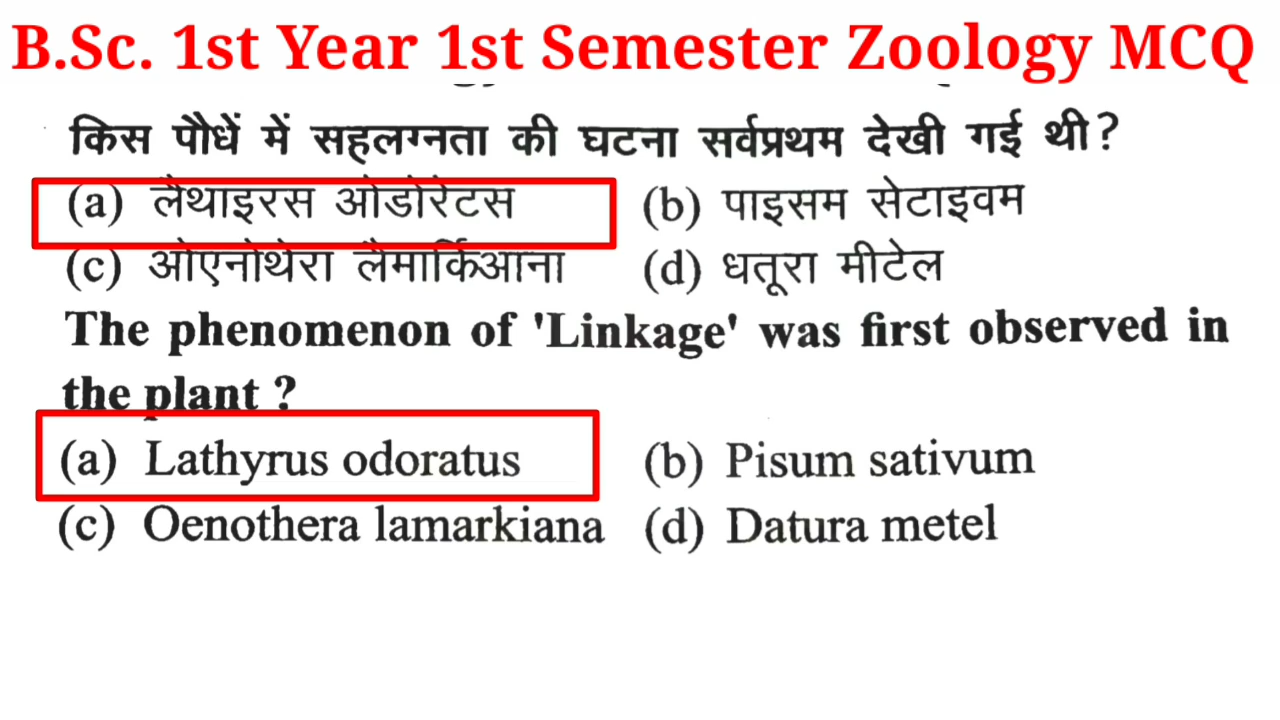 B.Sc. 1st Year 1st Semester Zoology MCQ
किस पौधें में सहलग्नता की घटना सर्वप्रथम देखी गई थी?
(a) लैथाइरस ओडोरेटस (b) पाइसम सेटाइवम
(c) ओएनोथेरा लैमार्किआना (d) धतूरा मीटेल
The phenomenon of 'Linkage' was first observed in
the plant ?
(a) Lathyrus odoratus (b) Pisum sativum
(c) Oenothera lamarkiana (d) Datura metel